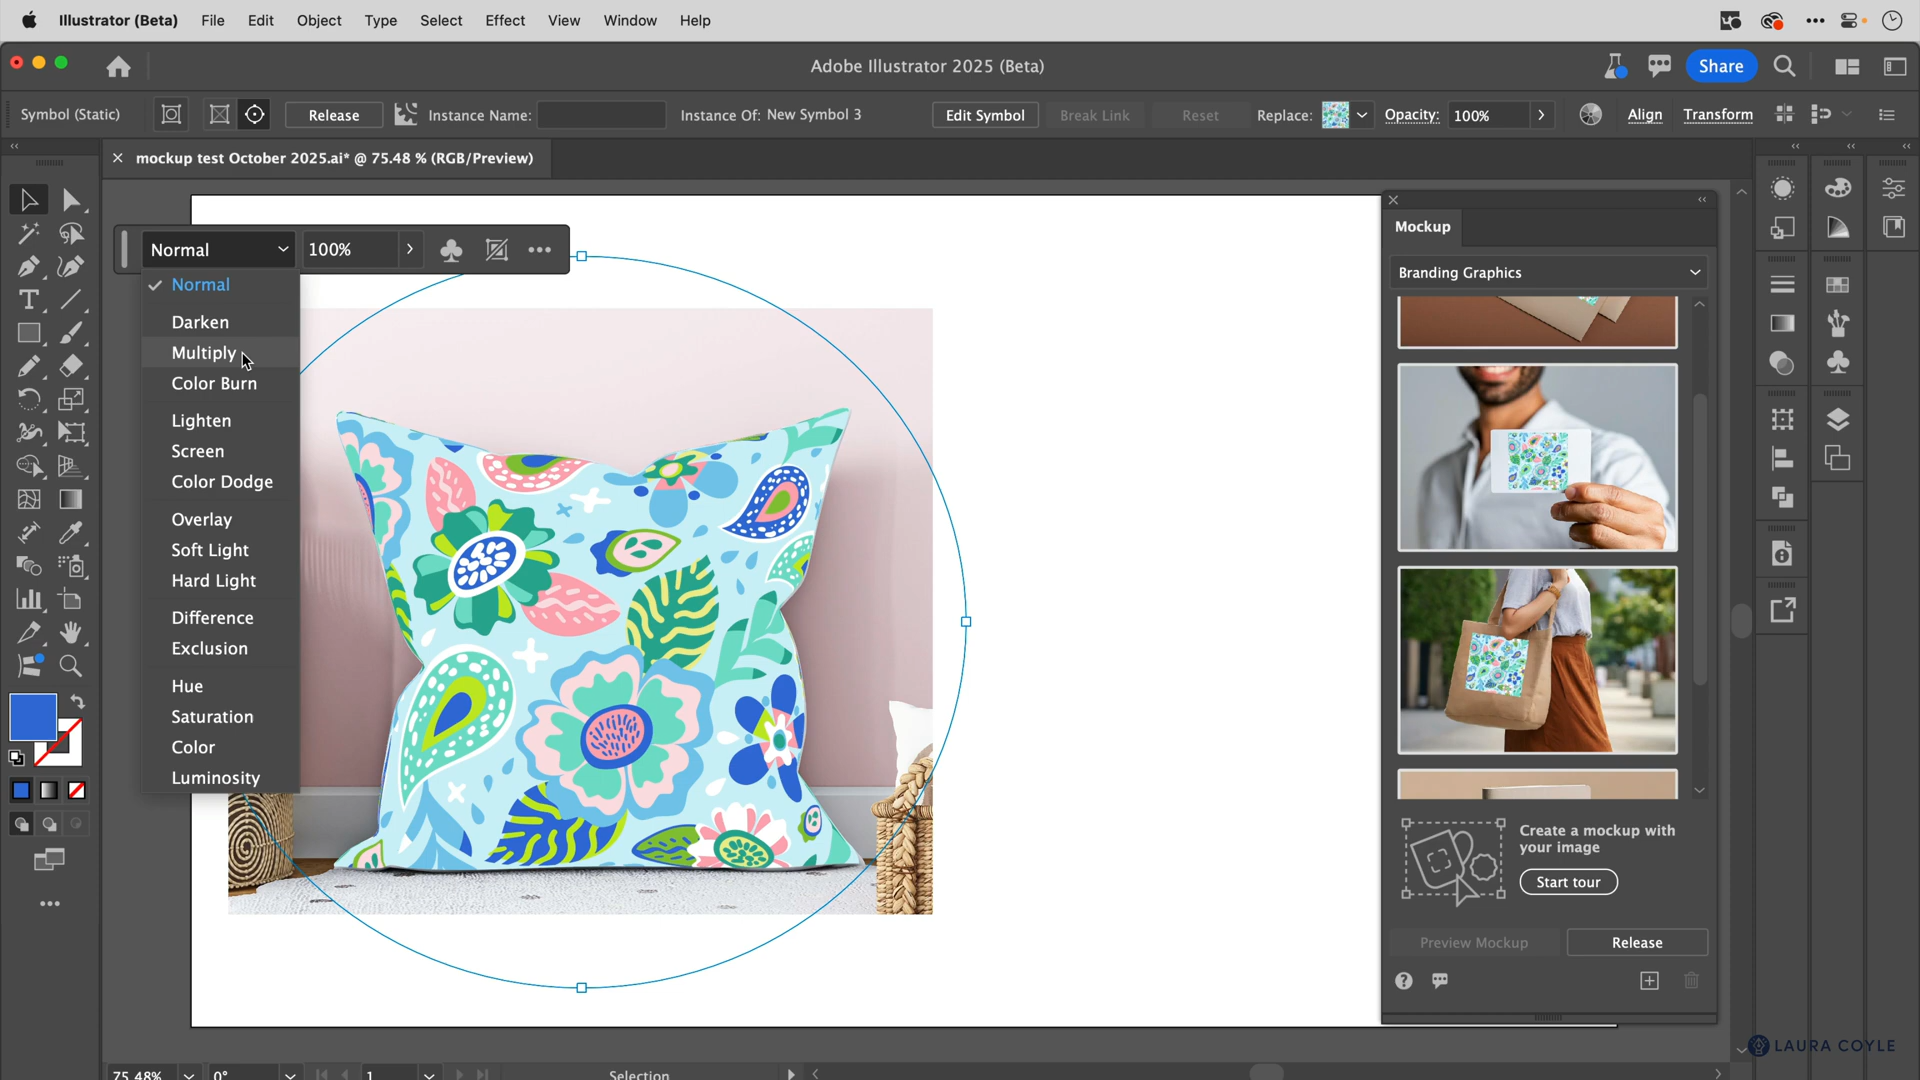 Illustrator (Beta) File Edit Object Type Select Effect View Window Help
Adobe Illustrator 2025 (Beta)
Share
Symbol (Static)
Release
Instance Name:
Instance Of: New Symbol 3
Edit Symbol
Break Link
Reset
Replace:
Opacity: 100%
Align
Transform
mockup test October 2025.ai* @ 75.48 % (RGB/Preview)
Normal
100%
Normal
Darken
Multiply
Color Burn
Lighten
Screen
Color Dodge
Overlay
Soft Light
Hard Light
Difference
Exclusion
Hue
Saturation
Color
Luminosity
Mockup
Branding Graphics
Create a mockup with
your image
Start tour
Preview Mockup
Release
LAURA COYLE
75.48%
0°
1
Selection